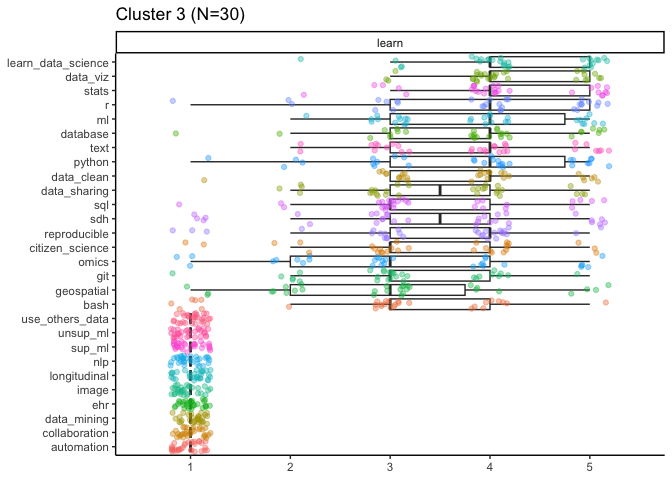 Cluster 3 (N=30)
learn
learn_data_science
data_viz
stats
r
ml
database
text
python
data_clean
data_sharing
sql
sdh
reproducible
citizen_science
omics
git
geospatial
bash
use_others_data
unsup_ml
sup_ml
nlp
longitudinal
image
ehr
data_mining
collaboration
automation
1 2 3 4 5